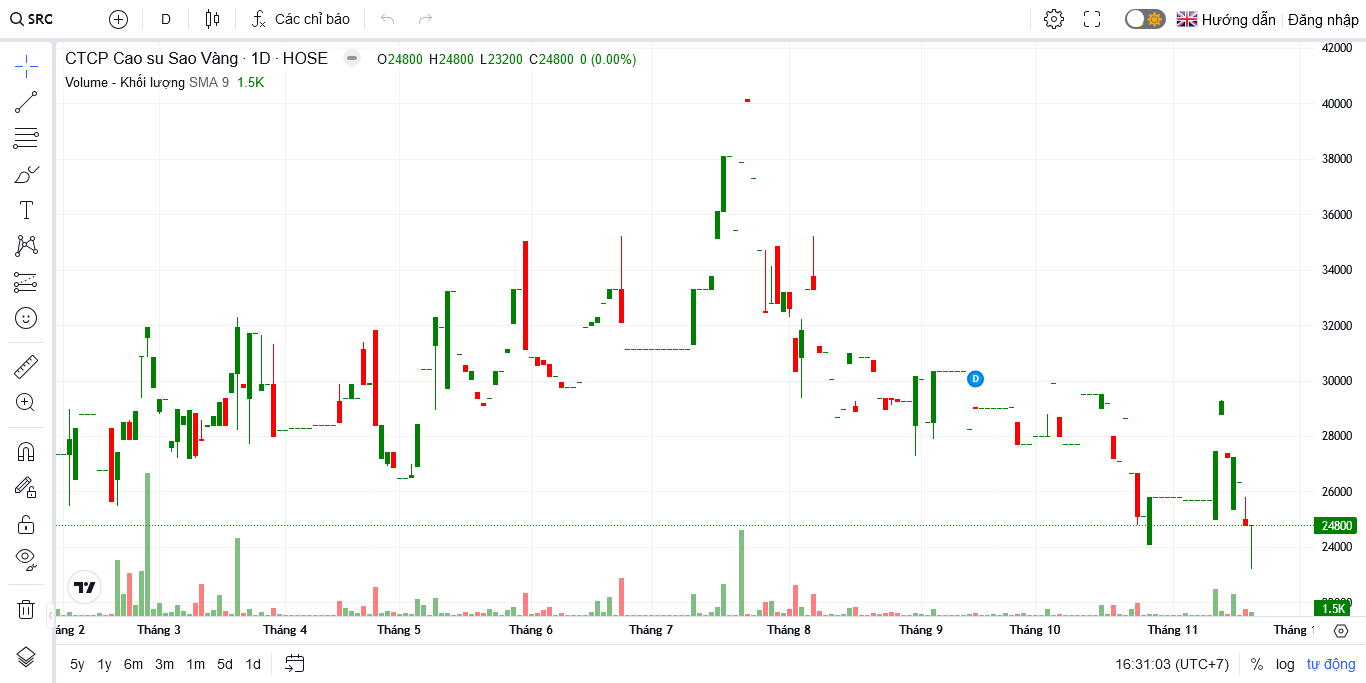 SRC D Các chỉ báo Hướng dẫn Đăng nhập
CTCP Cao su Sao Vàng · 1D · HOSE O24800 H24800 L23200 C24800 0 (0.00%)
Volume - Khối lượng SMA 9 1.5K
42000
40000
38000
36000
34000
32000
30000
D
28000
26000
24800
24000
1.5K
Tháng 3 Tháng 4 Tháng 5 Tháng 6 Tháng 7 Tháng 8 Tháng 9 Tháng 10 Tháng 11
5y 1y 6m 3m 1m 5d 1d 16:31:03 (UTC+7) % log tự động